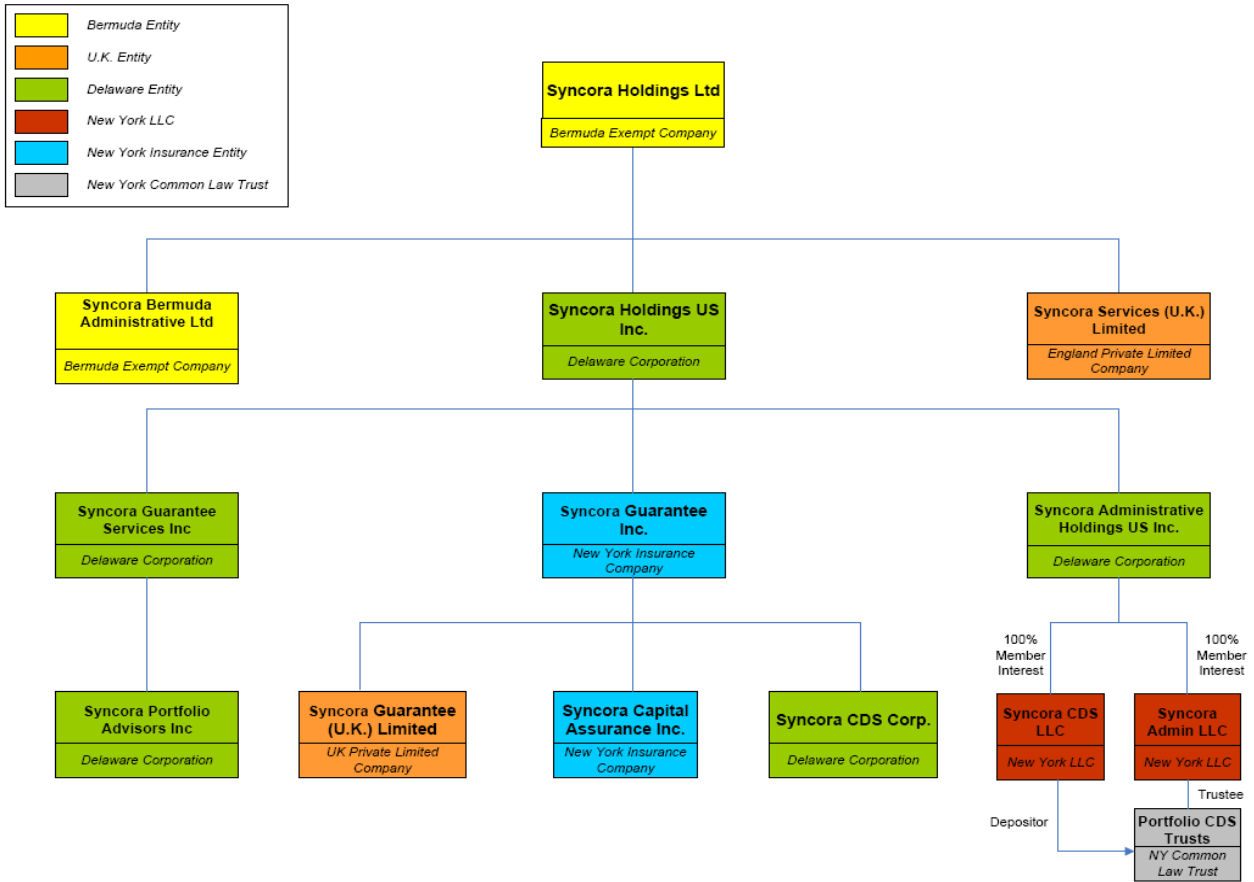 Bermuda Entity
U.K. Entity
Delaware Entity
New York LLC
New York Insurance Entity
New York Common Law Trust
Syncora Holdings Ltd
Bermuda Exempt Company
Syncora Bermuda
Administrative Ltd
Bermuda Exempt Company
Syncora Holdings US
Inc.
Delaware Corporation
Syncora Services (U.K.)
Limited
England Private Limited
Company
Syncora Guarantee
Services Inc
Delaware Corporation
Syncora Guarantee
Inc.
New York Insurance
Company
Syncora Administrative
Holdings US Inc.
Delaware Corporation
100%
Member
Interest
100%
Member
Interest
Syncora Portfolio
Advisors Inc
Delaware Corporation
Syncora Guarantee
(U.K.) Limited
UK Private Limited
Company
Syncora Capital
Assurance Inc.
New York Insurance
Company
Syncora CDS Corp.
Delaware Corporation
Syncora CDS
LLC
New York LLC
Syncora
Admin LLC
New York LLC
Trustee
Depositor
Portfolio CDS
Trusts
NY Common
Law Trust